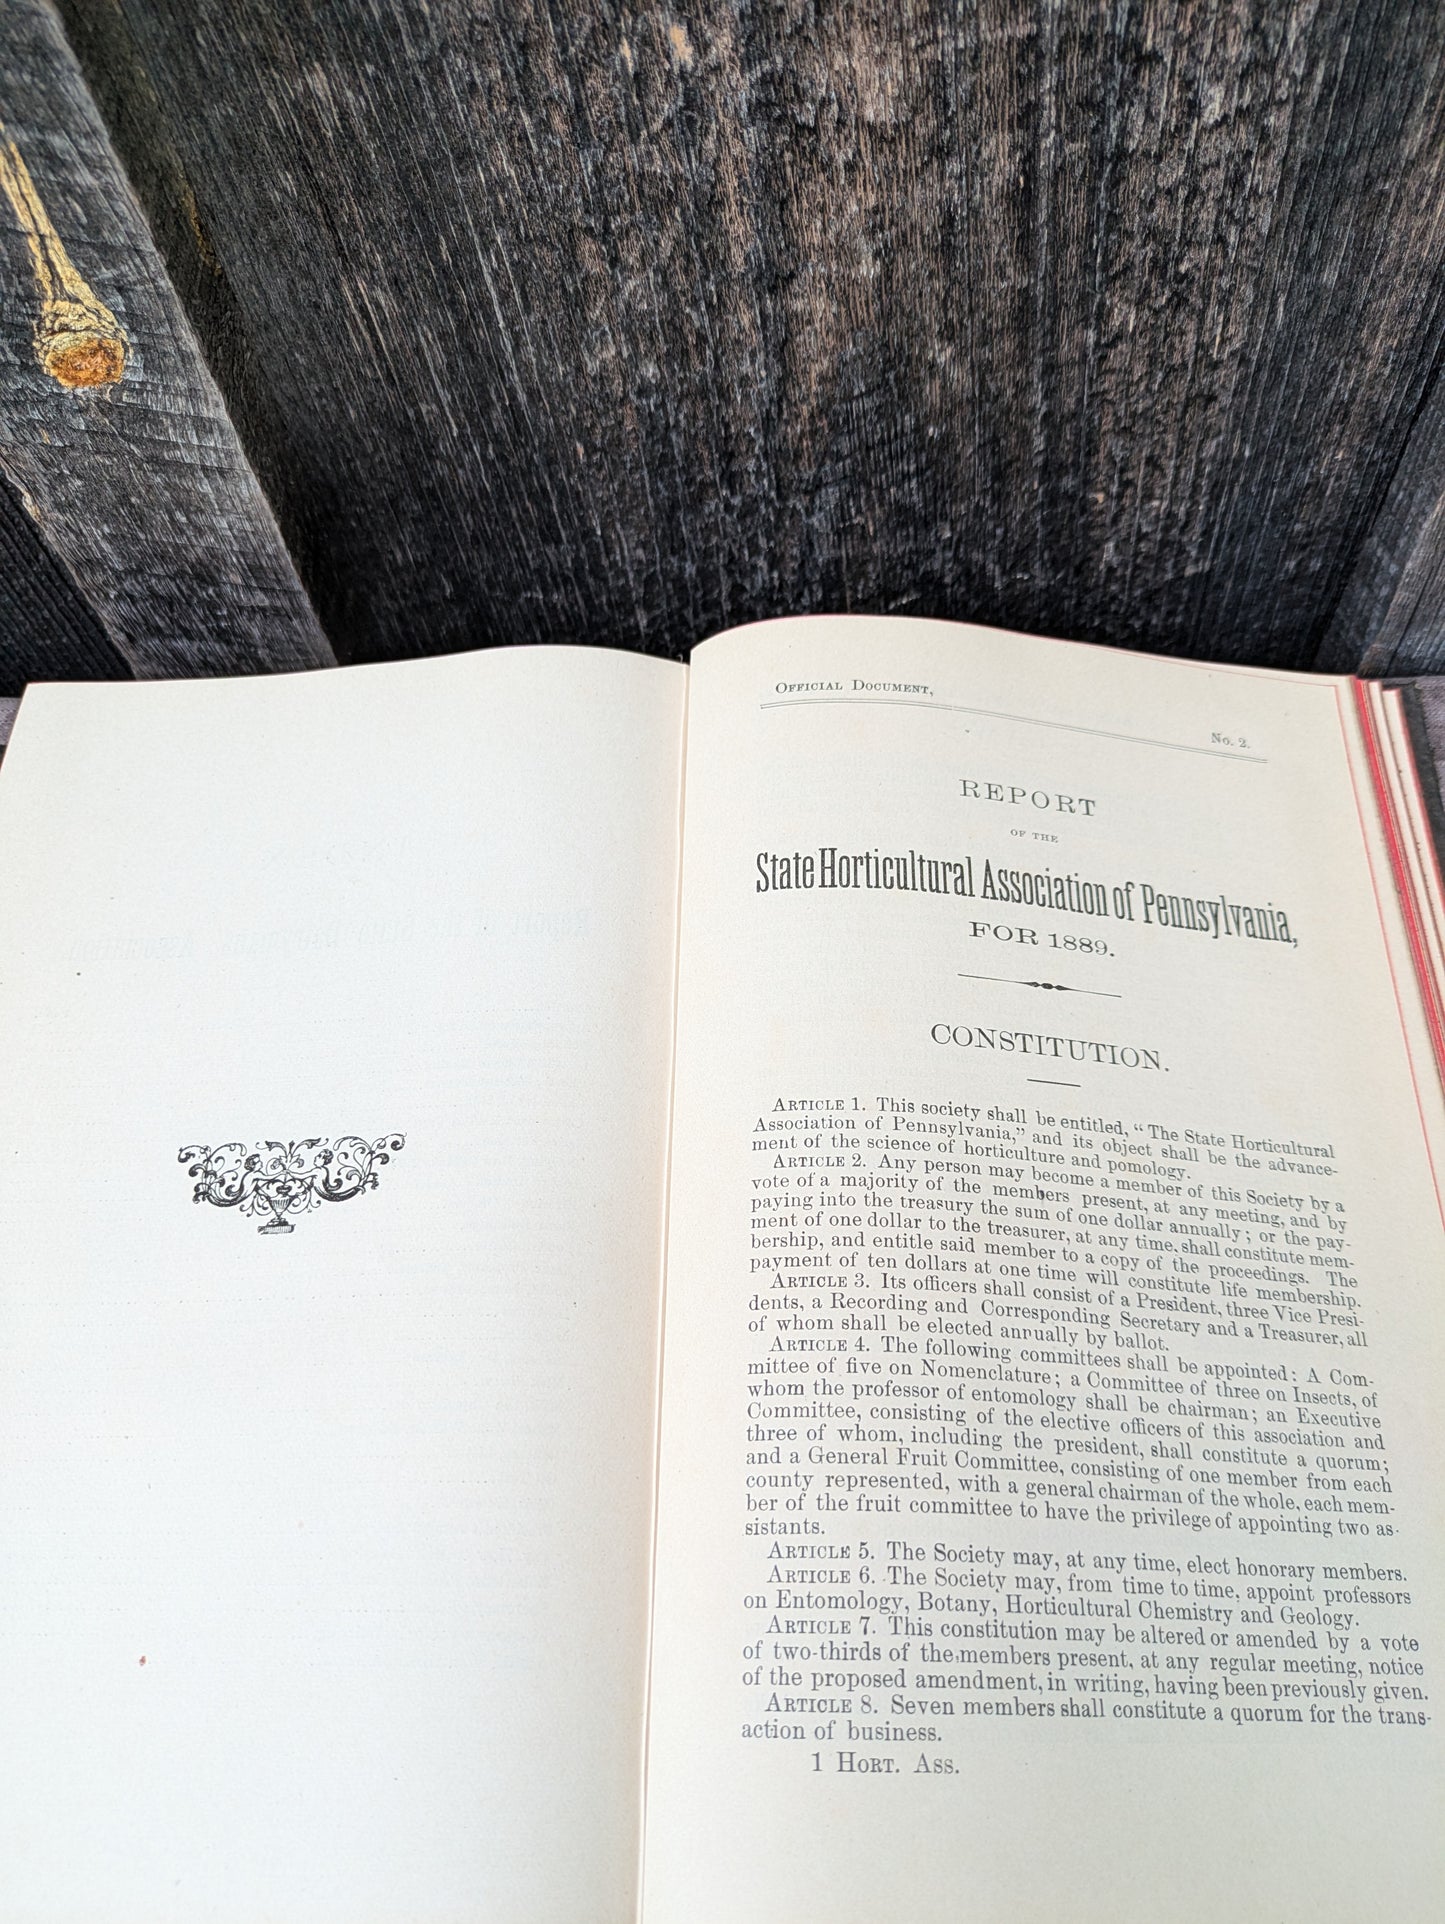 OFFICIAL DOCUMENT,
No. 2.
REPORT
OF THE
State Horticultural Association of Pennsylvania,
FOR 1889.
CONSTITUTION.
ARTICLE 1. This society shall be entitled, “The State Horticultural
Association of Pennsylvania,” and its object shall be the advance-
ment of the science of horticulture and pomology.
ARTICLE 2. Any person may become a member of this Society by a
vote of a majority of the members present, at any meeting, and by
paying into the treasury the sum of one dollar annually; or the pay-
ment of one dollar to the treasurer, at any time, shall constitute mem-
bership, and entitle said member to a copy of the proceedings. The
payment of ten dollars at one time will constitute life membership.
ARTICLE 3. Its officers shall consist of a President, three Vice Presi-
dents, a Recording and Corresponding Secretary and a Treasurer, all
of whom shall be elected annually by ballot.
ARTICLE 4. The following committees shall be appointed: A Com-
mittee of five on Nomenclature; a Committee of three on Insects, of
whom the professor of entomology shall be chairman; an Executive
Committee, consisting of the elective officers of this association and
three of whom, including the president, shall constitute a quorum;
and a General Fruit Committee, consisting of one member from each
county represented, with a general chairman of the whole, each mem-
ber of the fruit committee to have the privilege of appointing two as-
sistants.
ARTICLE 5. The Society may, at any time, elect honorary members.
ARTICLE 6. The Society may, from time to time, appoint professors
on Entomology, Botany, Horticultural Chemistry and Geology.
ARTICLE 7. This constitution may be altered or amended by a vote
of two-thirds of the members present, at any regular meeting, notice
of the proposed amendment, in writing, having been previously given.
ARTICLE 8. Seven members shall constitute a quorum for the trans-
action of business.
1 HORT. ASS.